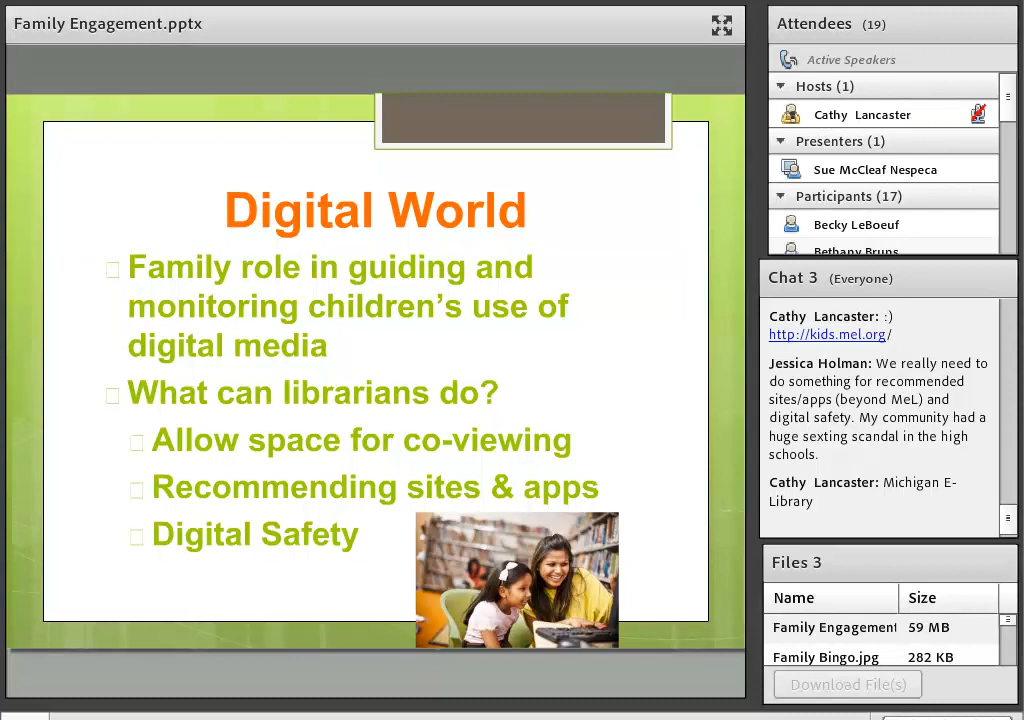 Family Engagement.pptx
Digital World
Family role in guiding and
monitoring children's use of
digital media
What can librarians do?
Allow space for co-viewing
Recommending sites & apps
Digital Safety
Attendees (19)
Active Speakers
Hosts (1)
Cathy Lancaster
Presenters (1)
Sue McCleaf Nespeca
Participants (17)
Becky LeBoeuf
Bethany Bruns
Chat 3 (Everyone)
Cathy Lancaster: :)
http://kids.mel.org/
Jessica Holman: We really need to
do something for recommended
sites/apps (beyond MeL) and
digital safety. My community had a
huge sexting scandal in the high
schools.
Cathy Lancaster: Michigan E-
Library
Files 3
Name Size
Family Engagement 59 MB
Family Bingo.jpg 282 KB
Download File(s)